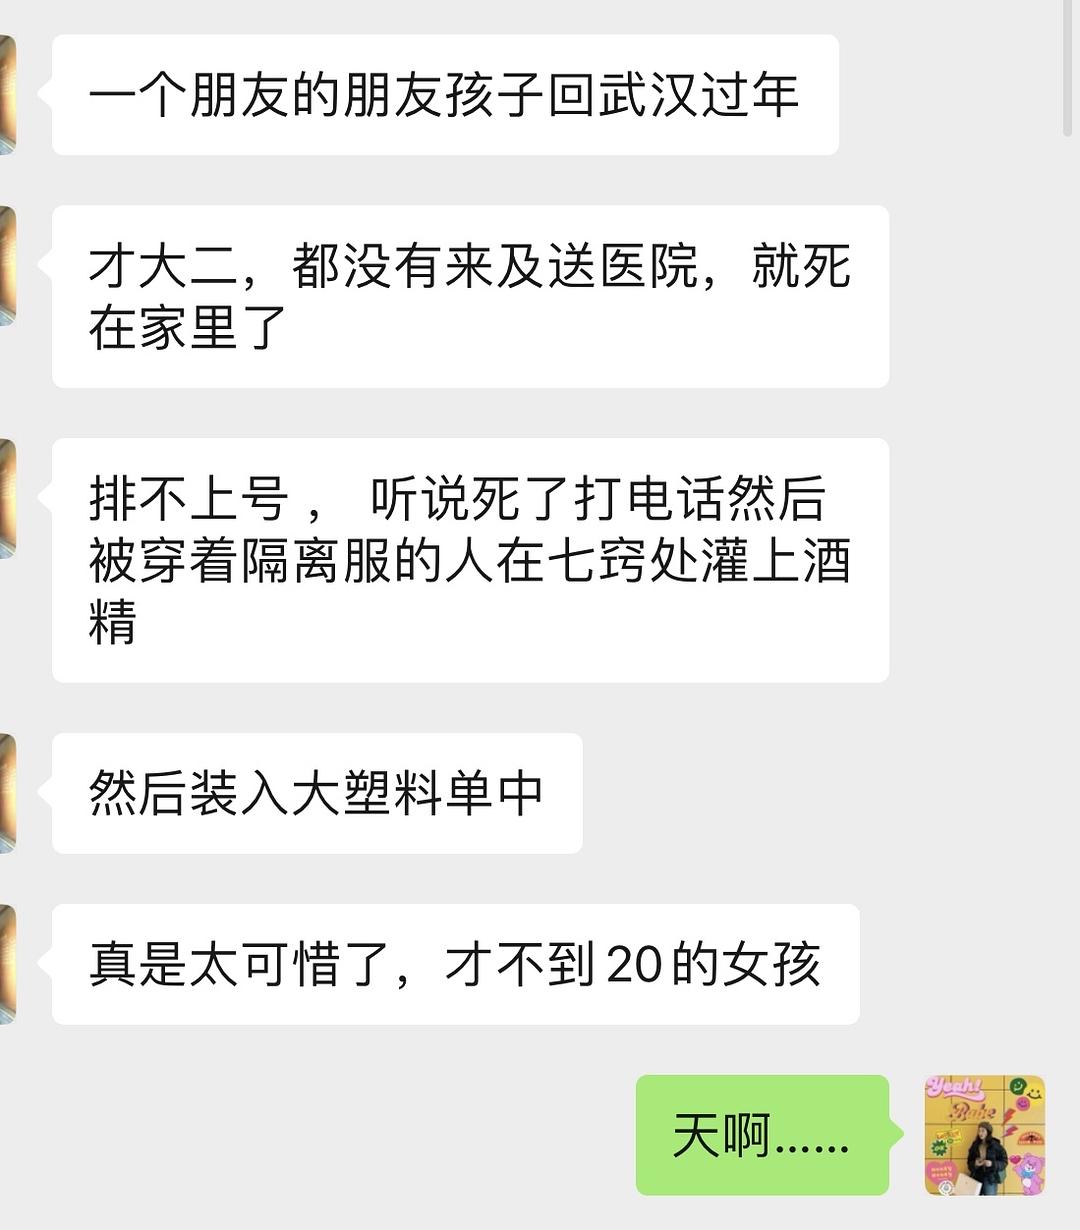 一个朋友的朋友孩子回武汉过年
才大二，都没有来及送医院，就死
在家里了
排不上号 ， 听说死了打电话然后
被穿着隔离服的人在七窍处灌上酒
精
然后装入大塑料单中
真是太可惜了，才不到20的女孩
天啊……
Yeah!
Babe